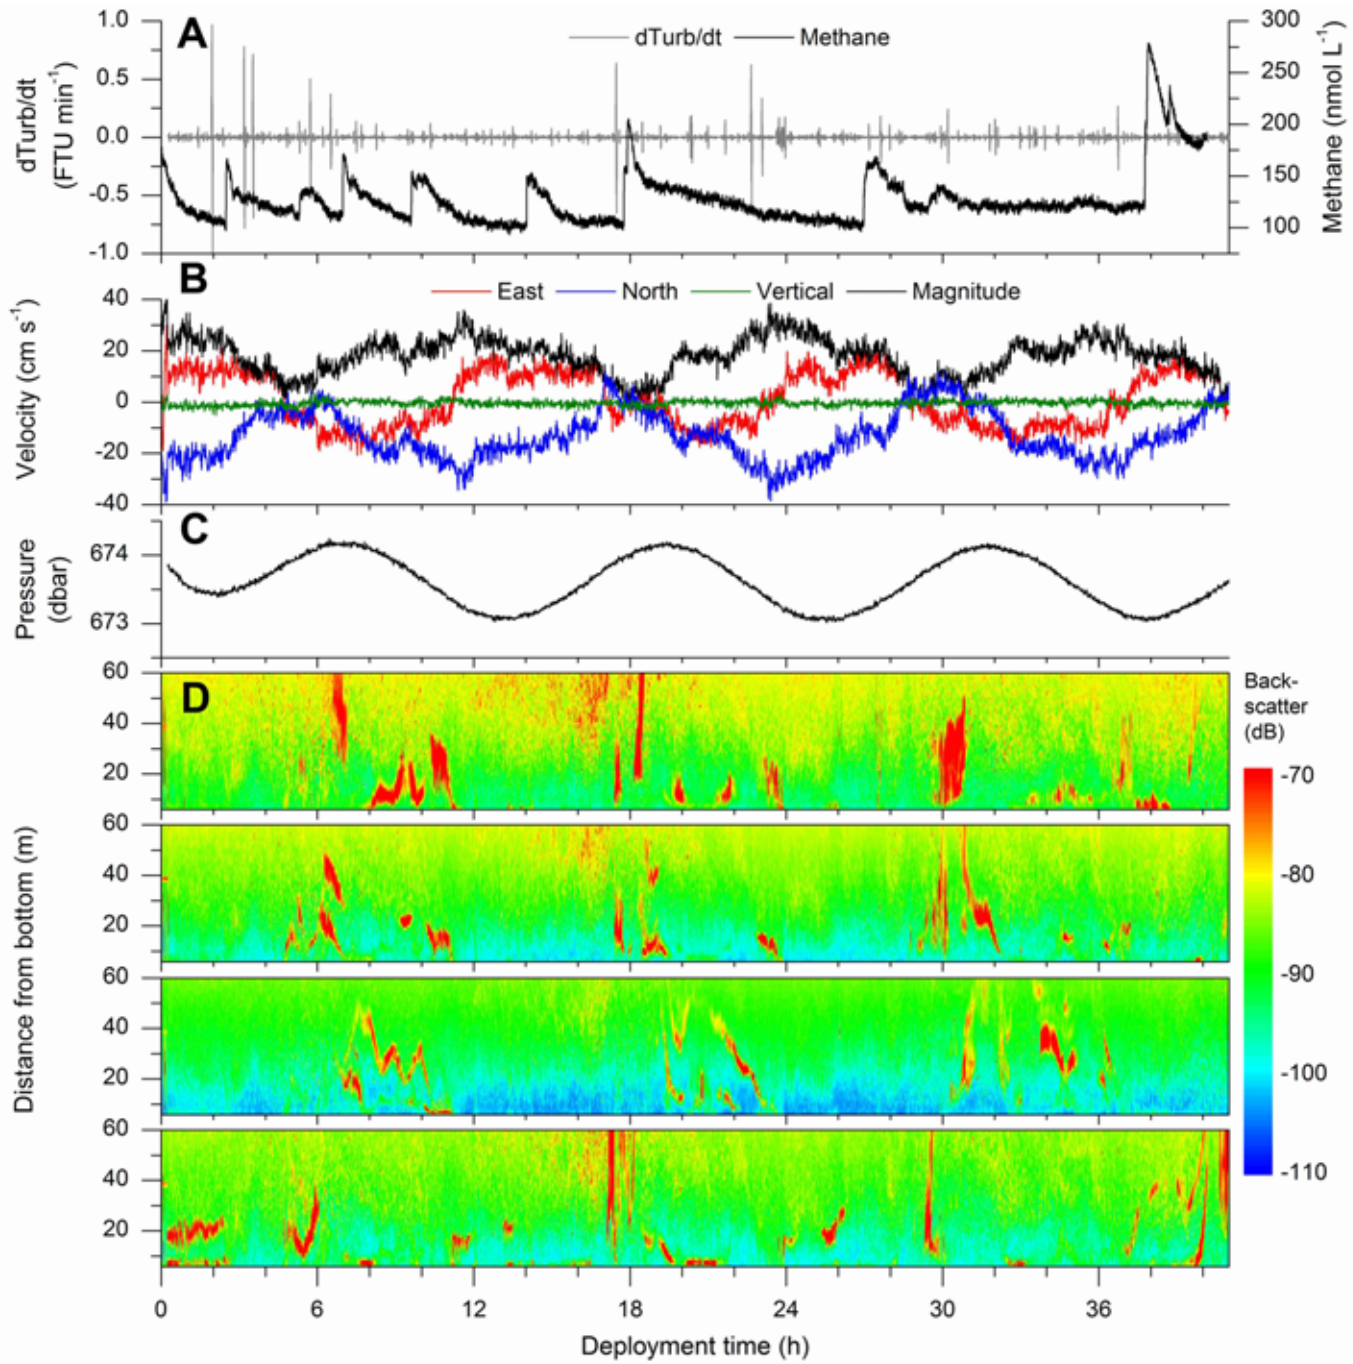 A
dTurb/dt
Methane
dTurb/dt
(FTU min-1)
1.0
0.5
0.0
-0.5
-1.0
300
250
200
150
100
Methane (nmol L-1)
B
East
North
Vertical
Magnitude
Velocity (cm s-1)
40
20
0
-20
-40
C
Pressure
(dbar)
674
673
D
Distance from bottom (m)
60
40
20
60
40
20
60
40
20
60
40
20
Back-
scatter
(dB)
-70
-80
-90
-100
-110
0 6 12 18 24 30 36
Deployment time (h)